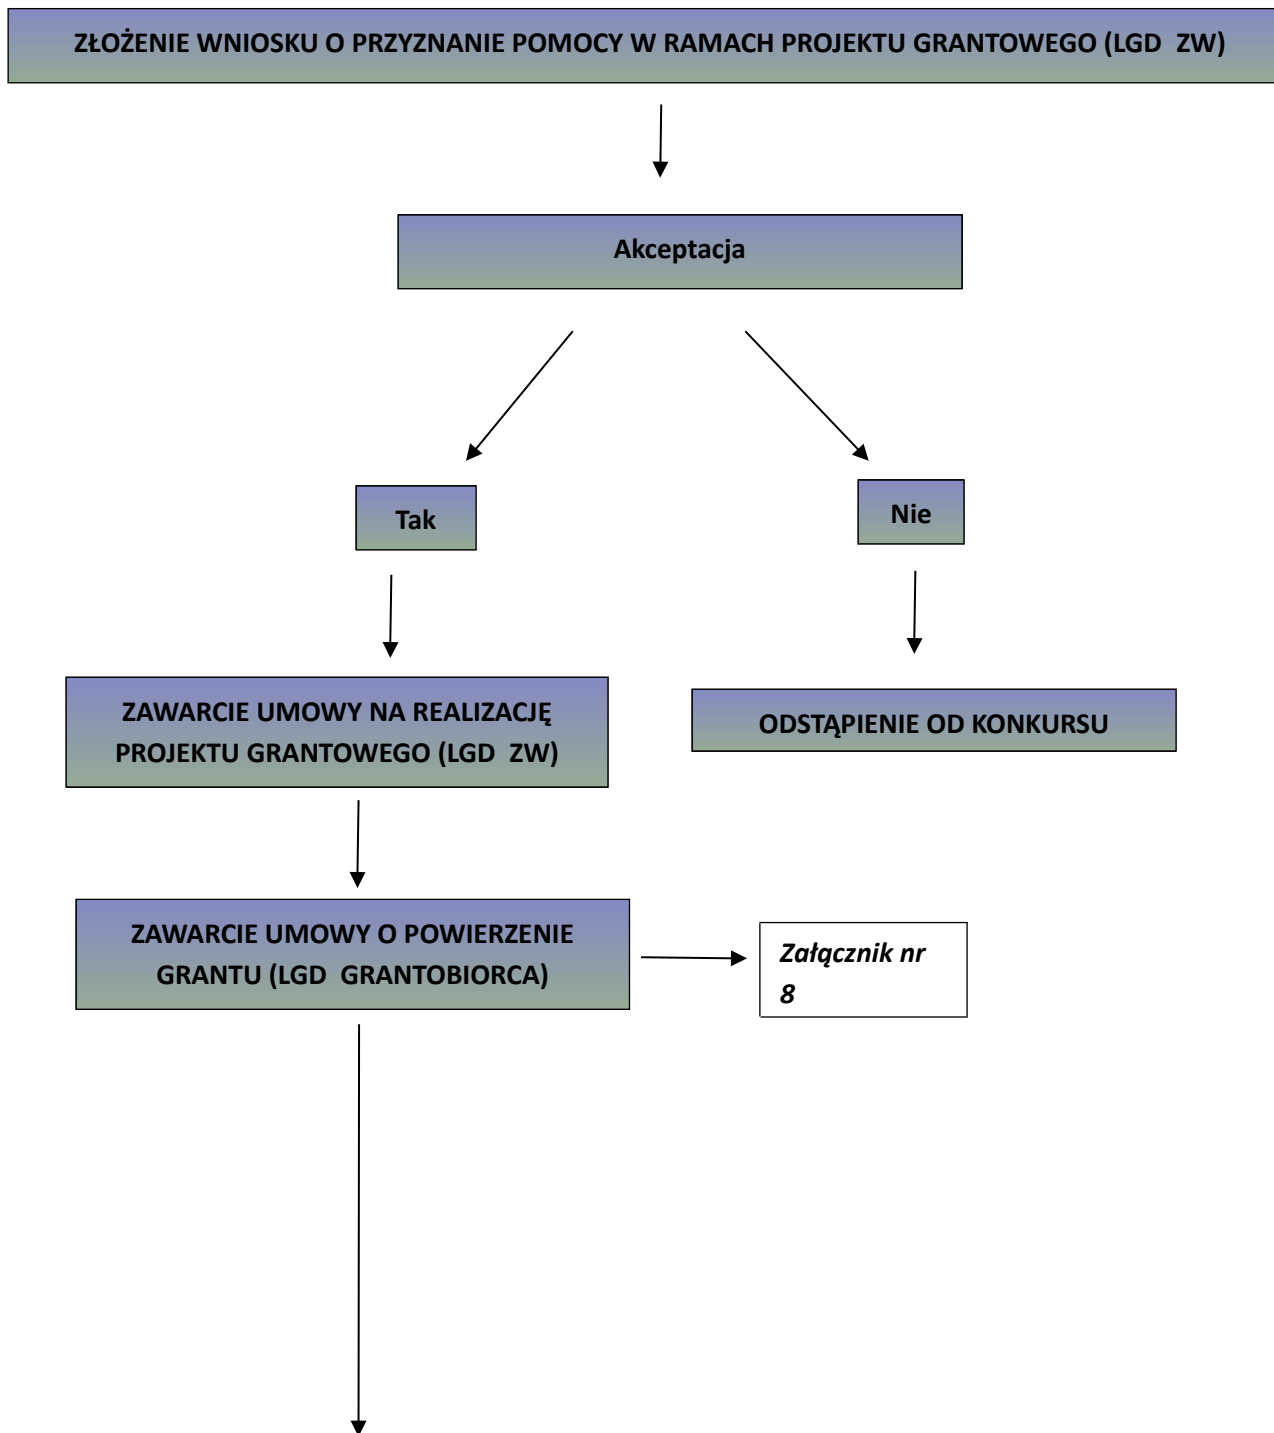 ZŁOŻENIE WNIOSKU O PRZYZNANIE POMOCY W RAMACH PROJEKTU GRANTOWEGO (LGD  ZW)
Akceptacja
Tak
Nie
ZAWARCIE UMOWY NA REALIZACJĘ
PROJEKTU GRANTOWEGO (LGD  ZW)
ODSTĄPIENIE OD KONKURSU
ZAWARCIE UMOWY O POWIERZENIE
GRANTU (LGD  GRANTOBIORCA)
Załącznik nr
8